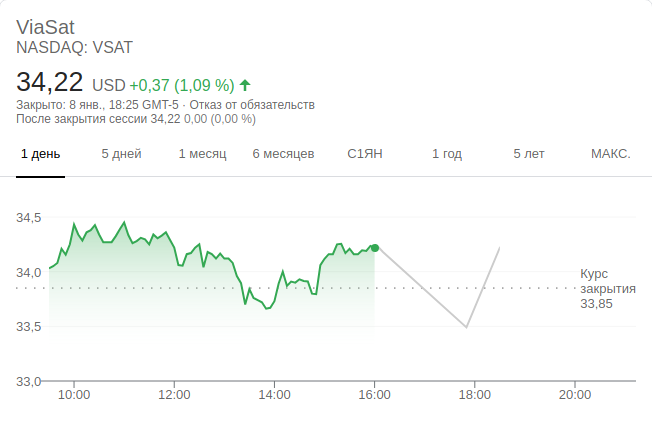 ViaSat
NASDAQ: VSAT
34,22 USD +0,37 (1,09 %)
Закрыто: 8 янв., 18:25 GMT-5 · Отказ от обязательств
После закрытия сессии 34,22 0,00 (0,00 %)
1 день 5 дней 1 месяц 6 месяцев С1ЯН 1 год 5 лет МАКС.
34,5
34,0
Курс
закрытия
33,85
33,5
33,0
10:00 12:00 14:00 16:00 18:00 20:00